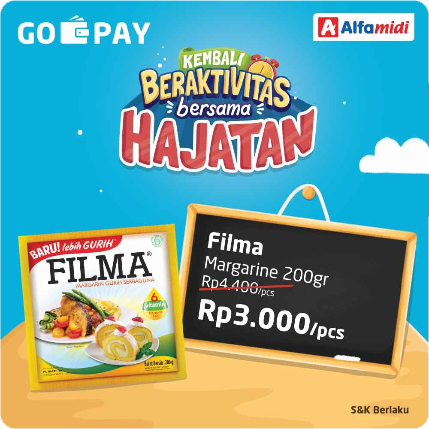 GO PAY
Alfamidi
KEMBALI
BERAKTIVITAS
bersama
HAJATAN
Filma
Margarine 200gr
Rp4.400/pcs
Rp3.000/pcs
BARU! lebih GURIH
FILMA®
MARGARIN GURIH SERBAGUNA
S&K Berlaku